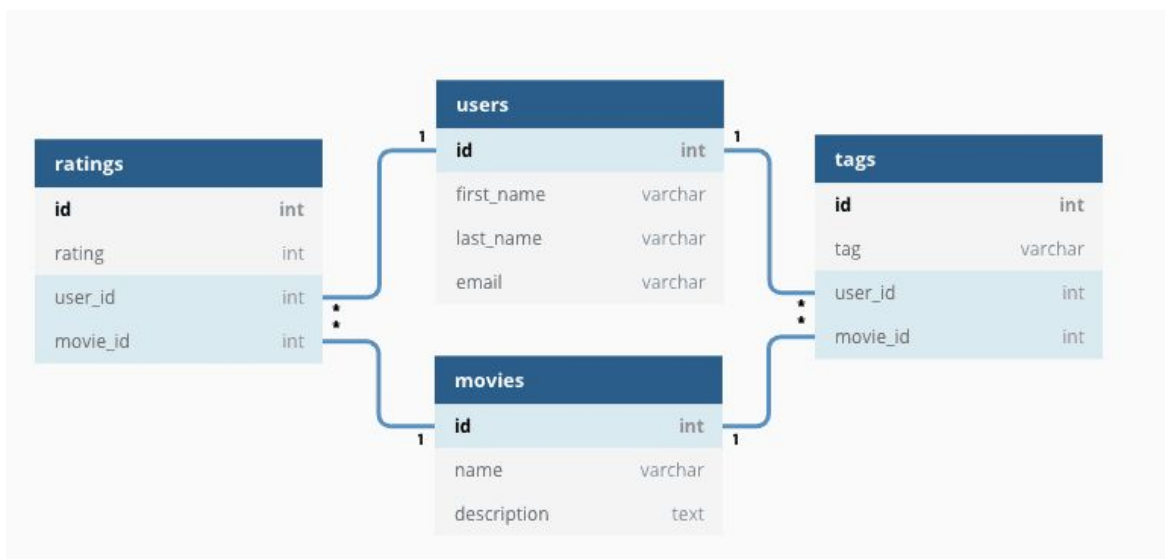 ratings
id int
rating int
user_id int
movie_id int
users
id int
first_name varchar
last_name varchar
email varchar
movies
id int
name varchar
description text
tags
id int
tag varchar
user_id int
movie_id int
1
1
*
*
*
*
1
1